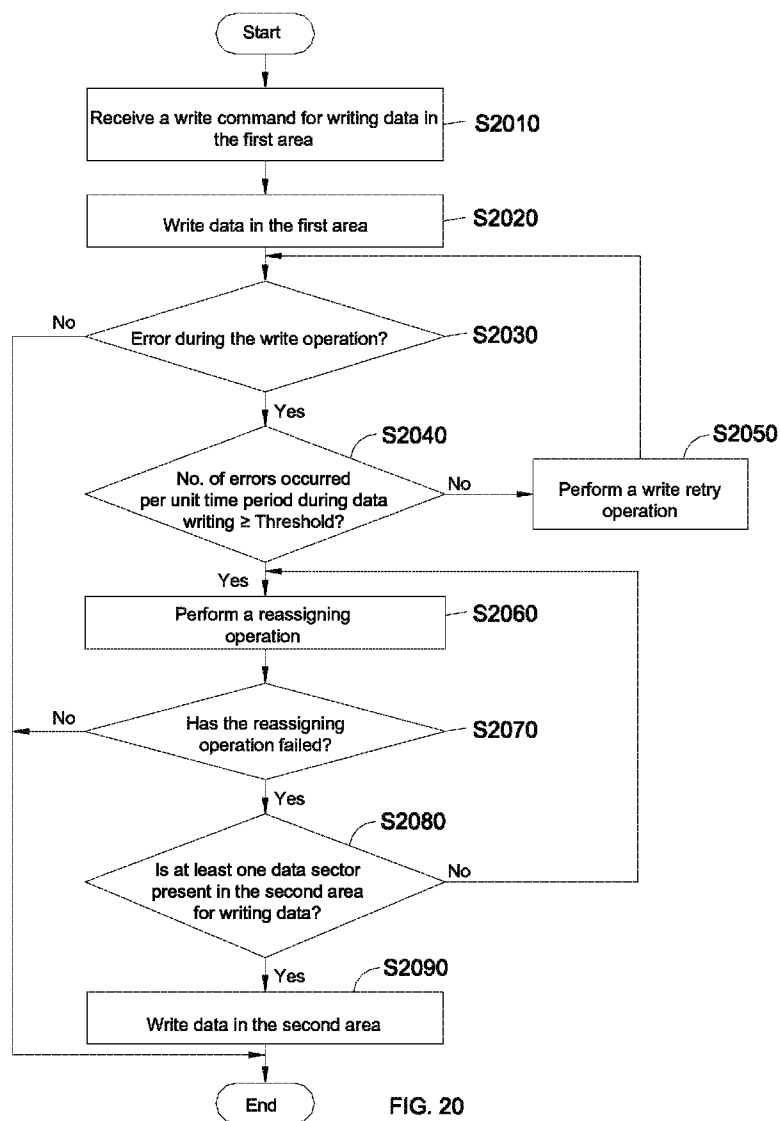 Start
Receive a write command for writing data in
the first area
S2010
Write data in the first area
S2020
No
Error during the write operation?
S2030
Yes
S2040
No. of errors occurred
per unit time period during data
writing ≥ Threshold?
No
S2050
Perform a write retry
operation
Yes
Perform a reassigning
operation
S2060
No
Has the reassigning
operation failed?
S2070
Yes
S2080
Is at least one data sector
present in the second area
for writing data?
No
Yes
S2090
Write data in the second area
End
FIG. 20